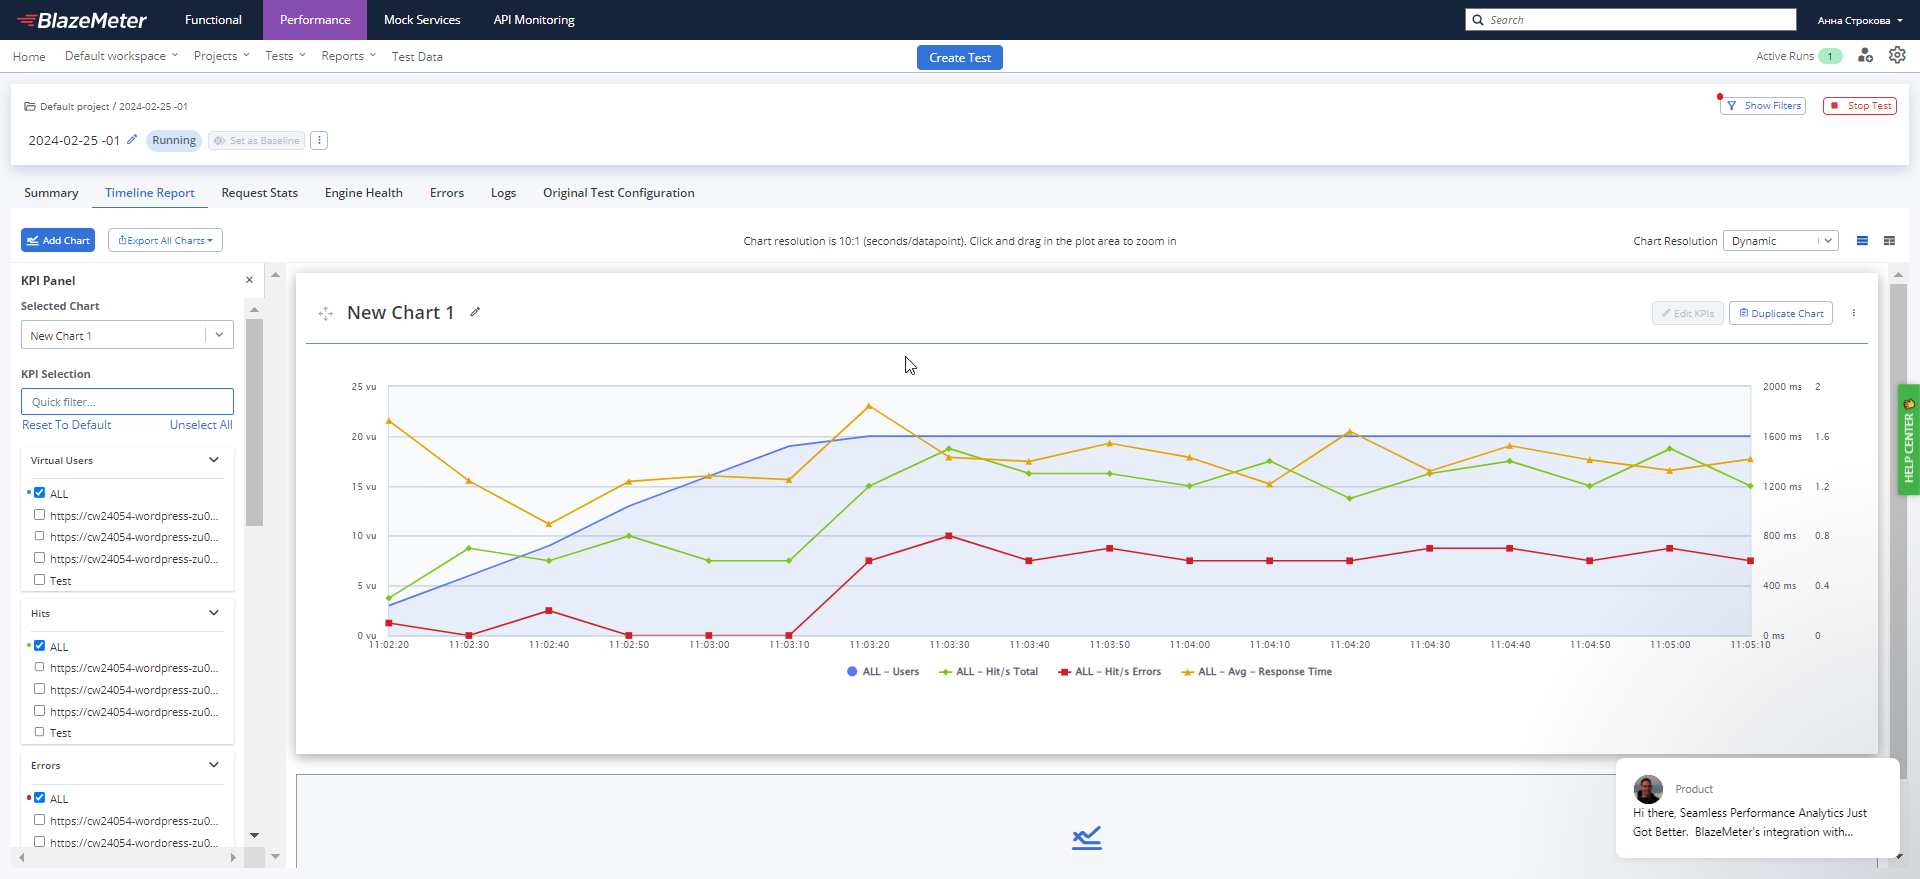 BlazeMeter
Functional
Performance
Mock Services
API Monitoring
Search
Анна Строкова
Home
Default workspace
Projects
Tests
Reports
Test Data
Create Test
Active Runs 1
Default project / 2024-02-25 -01
Show Filters
Stop Test
2024-02-25 -01
Running
Set as Baseline
Summary
Timeline Report
Request Stats
Engine Health
Errors
Logs
Original Test Configuration
Add Chart
Export All Charts
Chart resolution is 10:1 (seconds/datapoint). Click and drag in the plot area to zoom in
Chart Resolution
Dynamic
KPI Panel
Selected Chart
New Chart 1
KPI Selection
Quick filter...
Reset To Default
Unselect All
Virtual Users
ALL
https://cw24054-wordpress-zu0...
https://cw24054-wordpress-zu0...
https://cw24054-wordpress-zu0...
Test
Hits
ALL
https://cw24054-wordpress-zu0...
https://cw24054-wordpress-zu0...
https://cw24054-wordpress-zu0...
Test
Errors
ALL
https://cw24054-wordpress-zu0...
https://cw24054-wordpress-zu0...
New Chart 1
Edit KPIs
Duplicate Chart
25 vu
20 vu
15 vu
10 vu
5 vu
0 vu
2000 ms 2
1600 ms 1.6
1200 ms 1.2
800 ms 0.8
400 ms 0.4
0 ms 0
11:02:20 11:02:30 11:02:40 11:02:50 11:03:00 11:03:10 11:03:20 11:03:30 11:03:40 11:03:50 11:04:00 11:04:10 11:04:20 11:04:30 11:04:40 11:04:50 11:05:00 11:05:10
ALL – Users
ALL – Hit/s Total
ALL – Hit/s Errors
ALL – Avg – Response Time
HELP CENTER
Product
Hi there, Seamless Performance Analytics Just
Got Better. BlazeMeter's integration with...